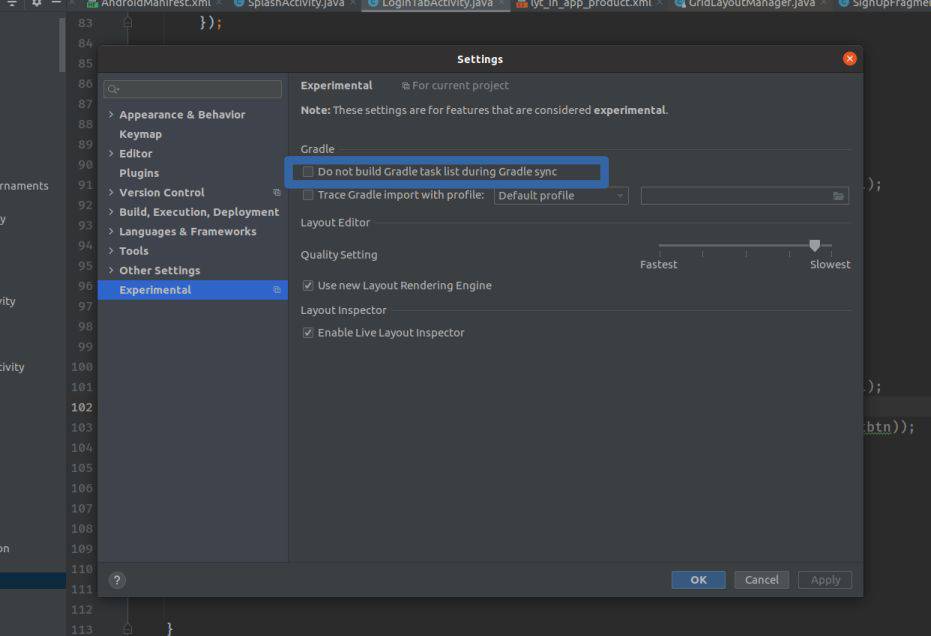 AndroidManifest.xml SplashActivity.java LoginTabActivity.java lyt_in_app_product.xml GridLayoutManager.java SignUpFragmen
83 });
84
85
86
87
88
89
90
91 );
92
93
94
95
96
97
98
99
100
101 );
102
103 tbtn));
104
105
106
107
108
109
110
111
112
113 }
rnaments
y
ivity
tivity
on
Settings
Appearance & Behavior
Keymap
Editor
Plugins
Version Control
Build, Execution, Deployment
Languages & Frameworks
Tools
Other Settings
Experimental
Experimental For current project
Note: These settings are for features that are considered experimental.
Gradle
Do not build Gradle task list during Gradle sync
Trace Gradle import with profile: Default profile
Layout Editor
Quality Setting
Fastest Slowest
Use new Layout Rendering Engine
Layout Inspector
Enable Live Layout Inspector
?
OK Cancel Apply